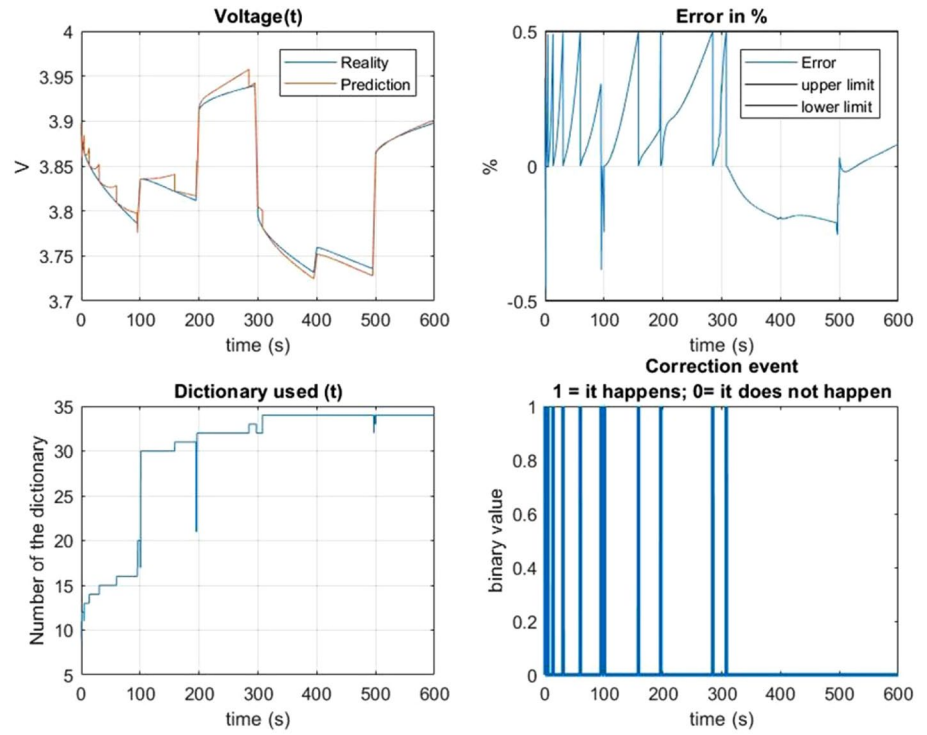 Voltage(t)
4
3.95
3.9
3.85
3.8
3.75
3.7
V
Reality
Prediction
0 100 200 300 400 500 600
time (s)
Error in %
0.5
0
-0.5
%
Error
upper limit
lower limit
0 100 200 300 400 500 600
time (s)
Dictionary used (t)
35
30
25
20
15
10
5
Number of the dictionary
0 100 200 300 400 500 600
time (s)
Correction event
1 = it happens; 0= it does not happen
1
0.8
0.6
0.4
0.2
0
binary value
0 100 200 300 400 500 600
time (s)